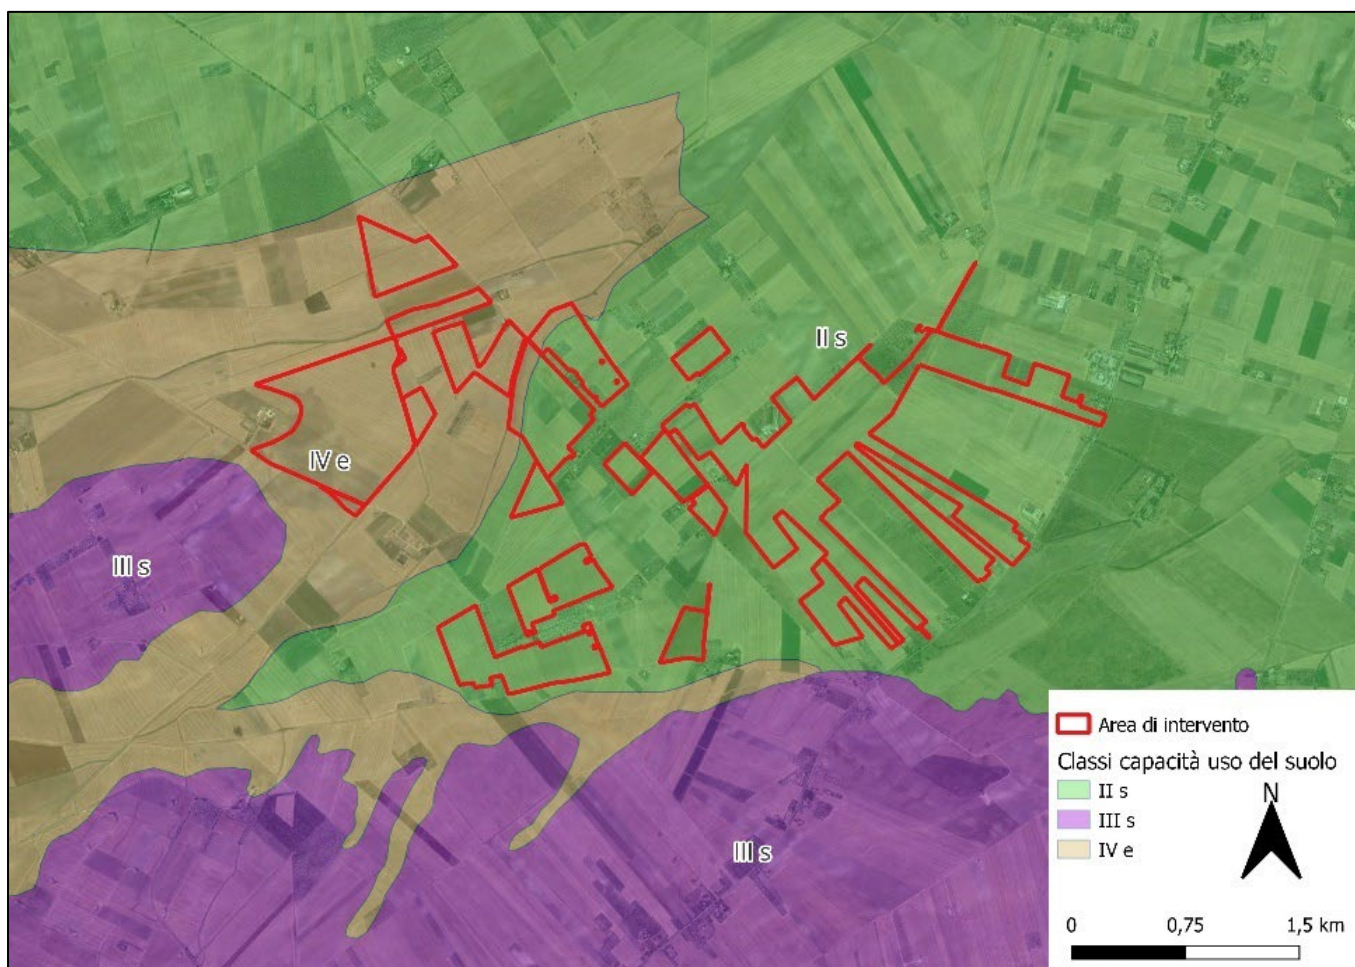 II s
IV e
III s
III s
Area di intervento
Classi capacità uso del suolo
II s
III s
IV e
N
0 0,75 1,5 km